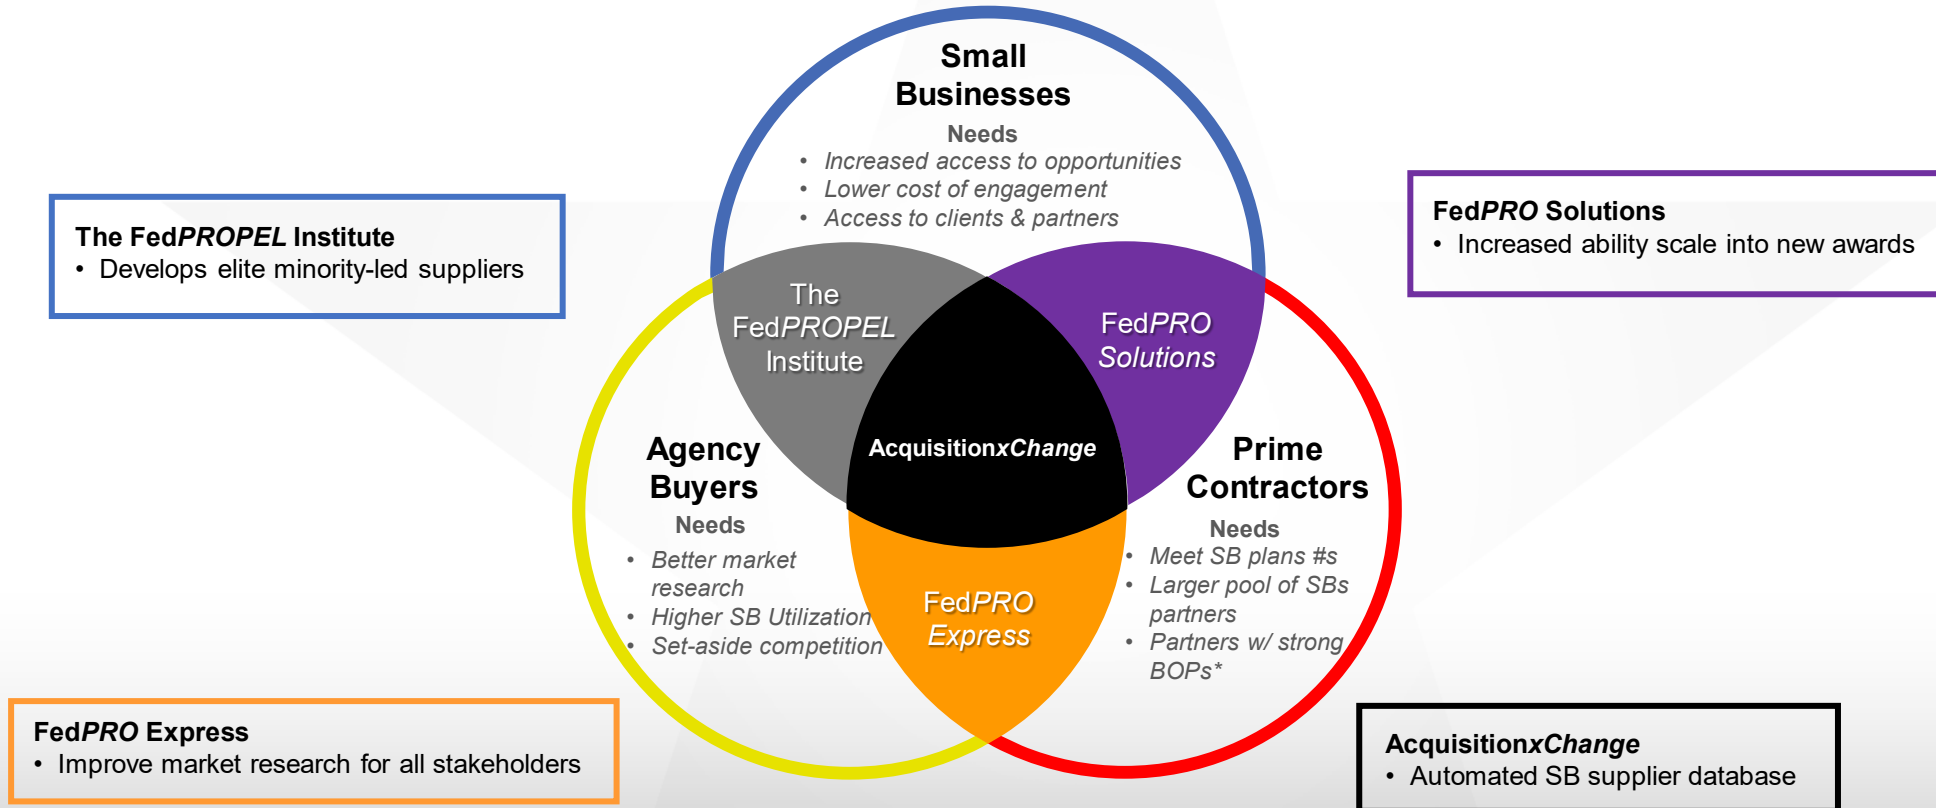 Small
Businesses
Needs
• Increased access to opportunities
• Lower cost of engagement
• Access to clients & partners
The FedPROPEL Institute
• Develops elite minority-led suppliers
FedPRO Solutions
• Increased ability scale into new awards
The
FedPROPEL
Institute
FedPRO
Solutions
AcquisitionxChange
Agency
Buyers
Needs
• Better market
research
• Higher SB Utilization
• Set-aside competition
Prime
Contractors
Needs
• Meet SB plans #s
• Larger pool of SBs
partners
• Partners w/ strong
BOPs*
FedPRO
Express
FedPRO Express
• Improve market research for all stakeholders
AcquisitionxChange
• Automated SB supplier database